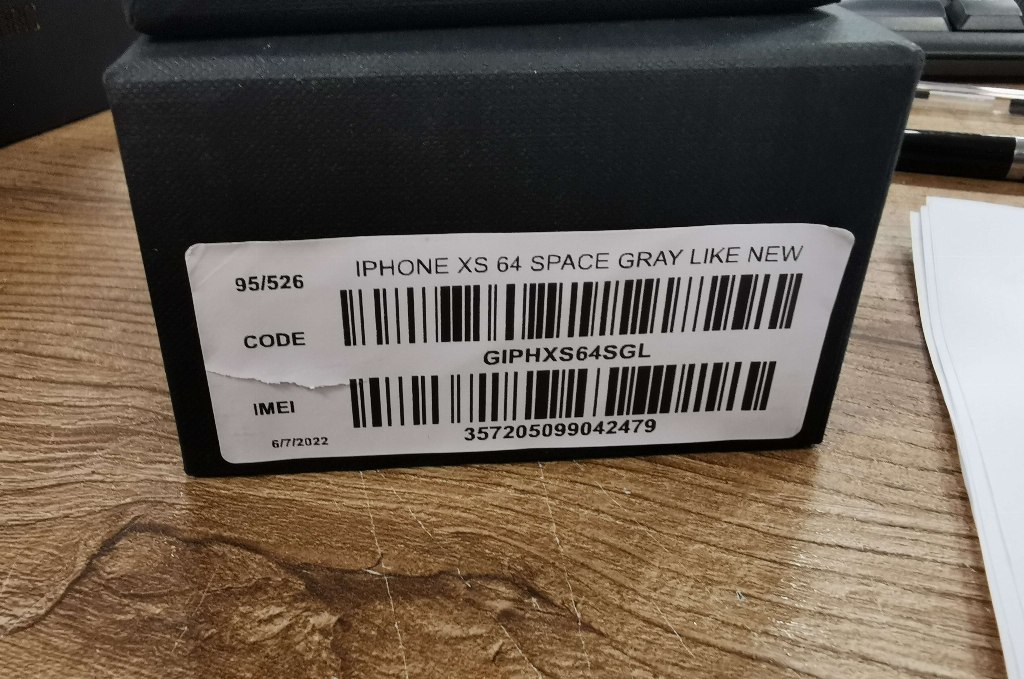 95/526
IPHONE XS 64 SPACE GRAY LIKE NEW
CODE
GIPHXS64SGL
IMEI
357205099042479
6/7/2022